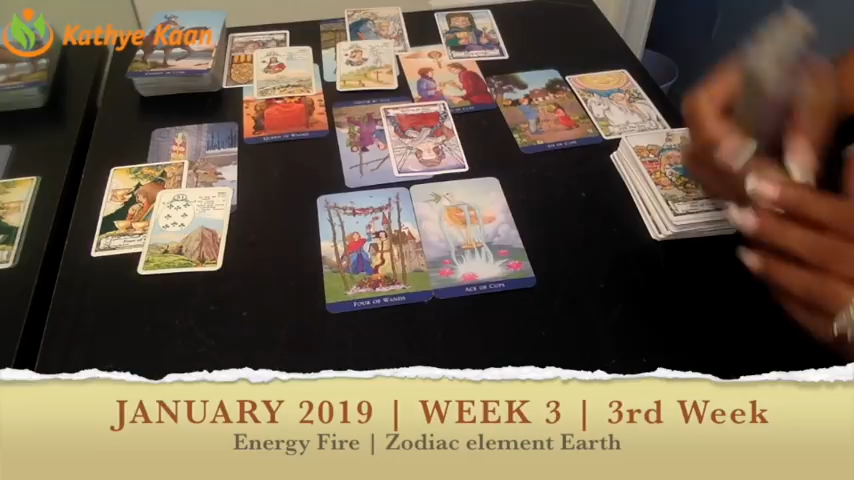 Kathye Kaan
QUEEN OF WANDS
SIX OF CUPS
FOUR OF WANDS
ACE OF CUPS
JANUARY 2019 | WEEK 3 | 3rd Week
Energy Fire | Zodiac element Earth